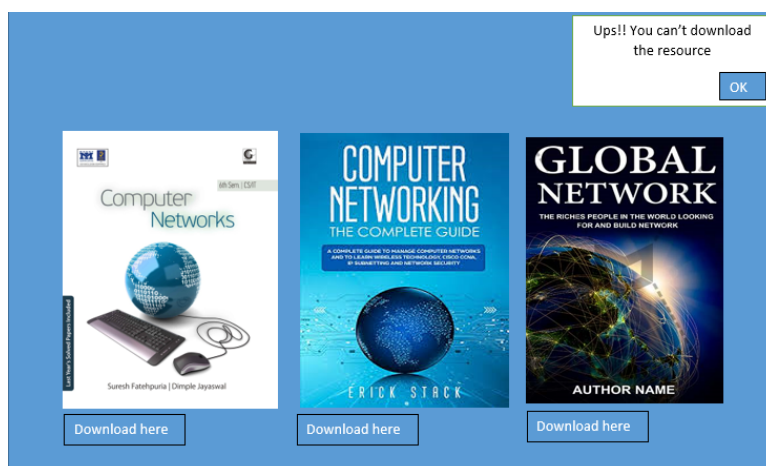 Ups!! You can't download
the resource
OK
6th Sem | CS/IT
Computer
Networks
Last Year's Solved Papers Included
Suresh Fatehpuria | Dimple Jayaswal
Download here
COMPUTER
NETWORKING
THE COMPLETE GUIDE
A COMPLETE GUIDE TO MANAGE COMPUTER NETWORKS
AND TO LEARN WIRELESS TECHNOLOGY, CISCO CCNA,
IP SUBNETTING AND NETWORK SECURITY
ERICK STACK
Download here
GLOBAL
NETWORK
THE RICHES PEOPLE IN THE WORLD LOOKING
FOR AND BUILD NETWORK
AUTHOR NAME
Download here